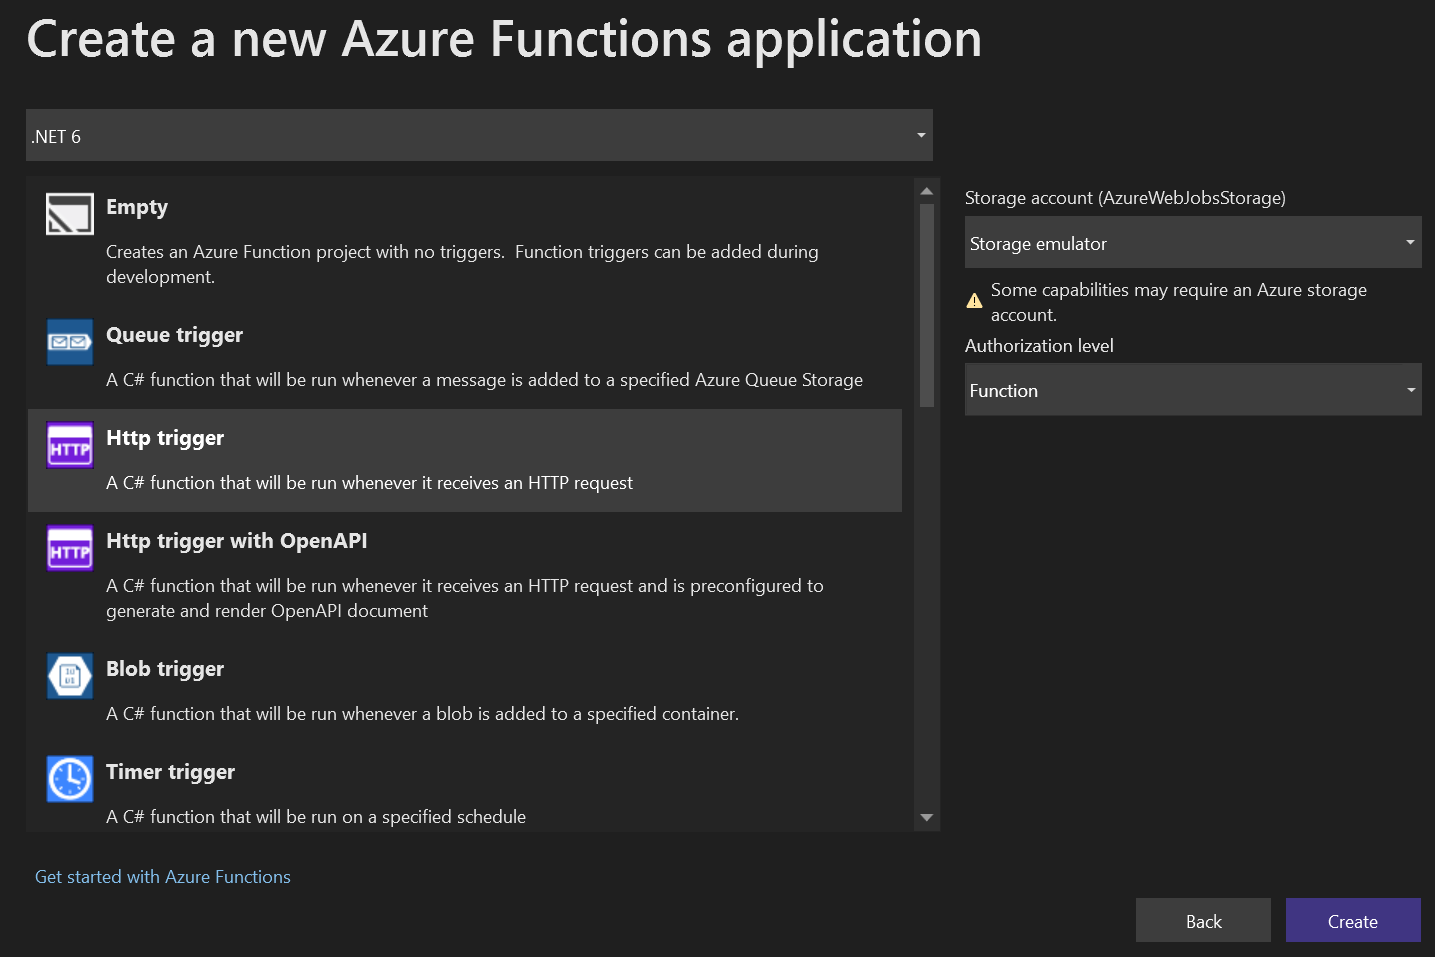 Create a new Azure Functions application
.NET 6
Empty
Creates an Azure Function project with no triggers.  Function triggers can be added during
development.
Queue trigger
A C# function that will be run whenever a message is added to a specified Azure Queue Storage
HTTP
Http trigger
A C# function that will be run whenever it receives an HTTP request
HTTP
Http trigger with OpenAPI
A C# function that will be run whenever it receives an HTTP request and is preconfigured to
generate and render OpenAPI document
Blob trigger
A C# function that will be run whenever a blob is added to a specified container.
Timer trigger
A C# function that will be run on a specified schedule
Storage account (AzureWebJobsStorage)
Storage emulator
Some capabilities may require an Azure storage
account.
Authorization level
Function
Get started with Azure Functions
Back
Create